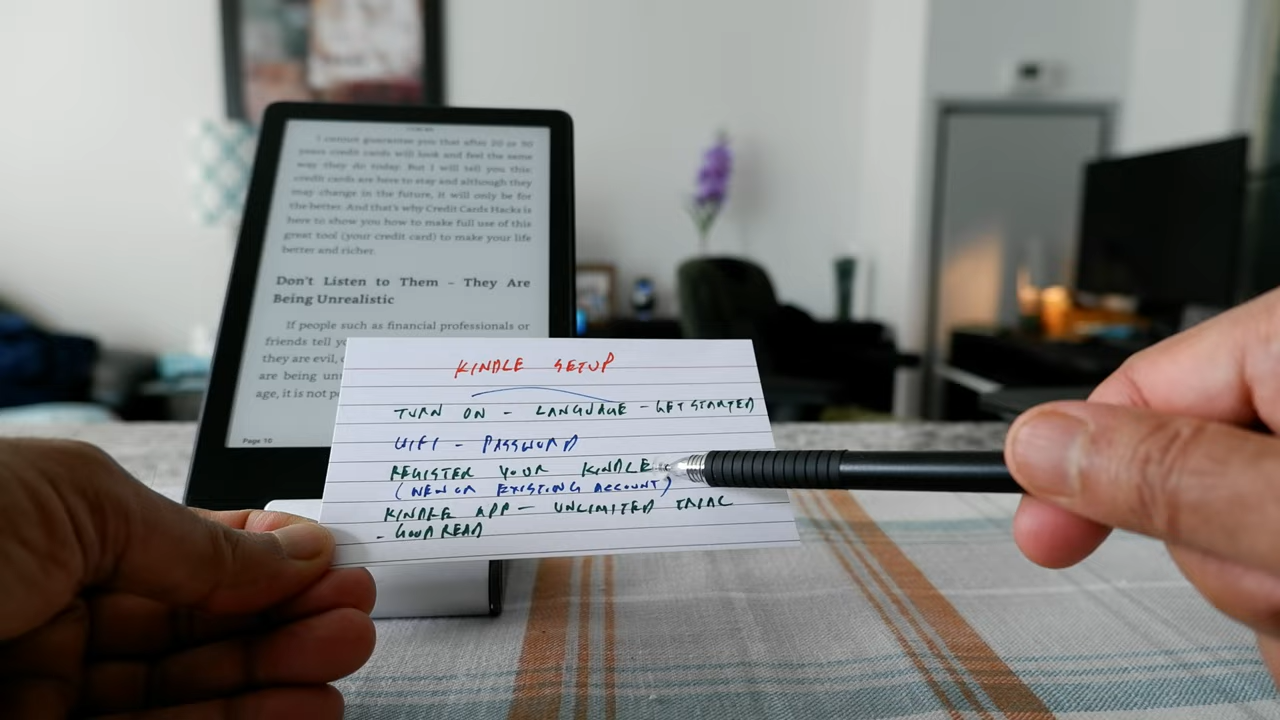 I cannot guarantee you that after 20 or 30
years credit cards will look and feel the same
way they do today. But I will tell you this:
credit cards are here to stay and although they
may change in the future, it will only be for
the better. And that's why Credit Cards Hacks is
here to show you how to make full use of this
great tool (your credit card) to make your life
better and richer.
Don't Listen to Them – They Are
Being Unrealistic
If people such as financial professionals or
friends tell
they are evil,
are being
age, it is not
Page 10
KINDLE SETUP
TURN ON - LANGUAGE - GET STARTED
WIFI - PASSWORD
REGISTER YOUR KINDLE
(NEW OR EXISTING ACCOUNT)
KINDLE APP - UNLIMITED TRIAL
- GOODREAD